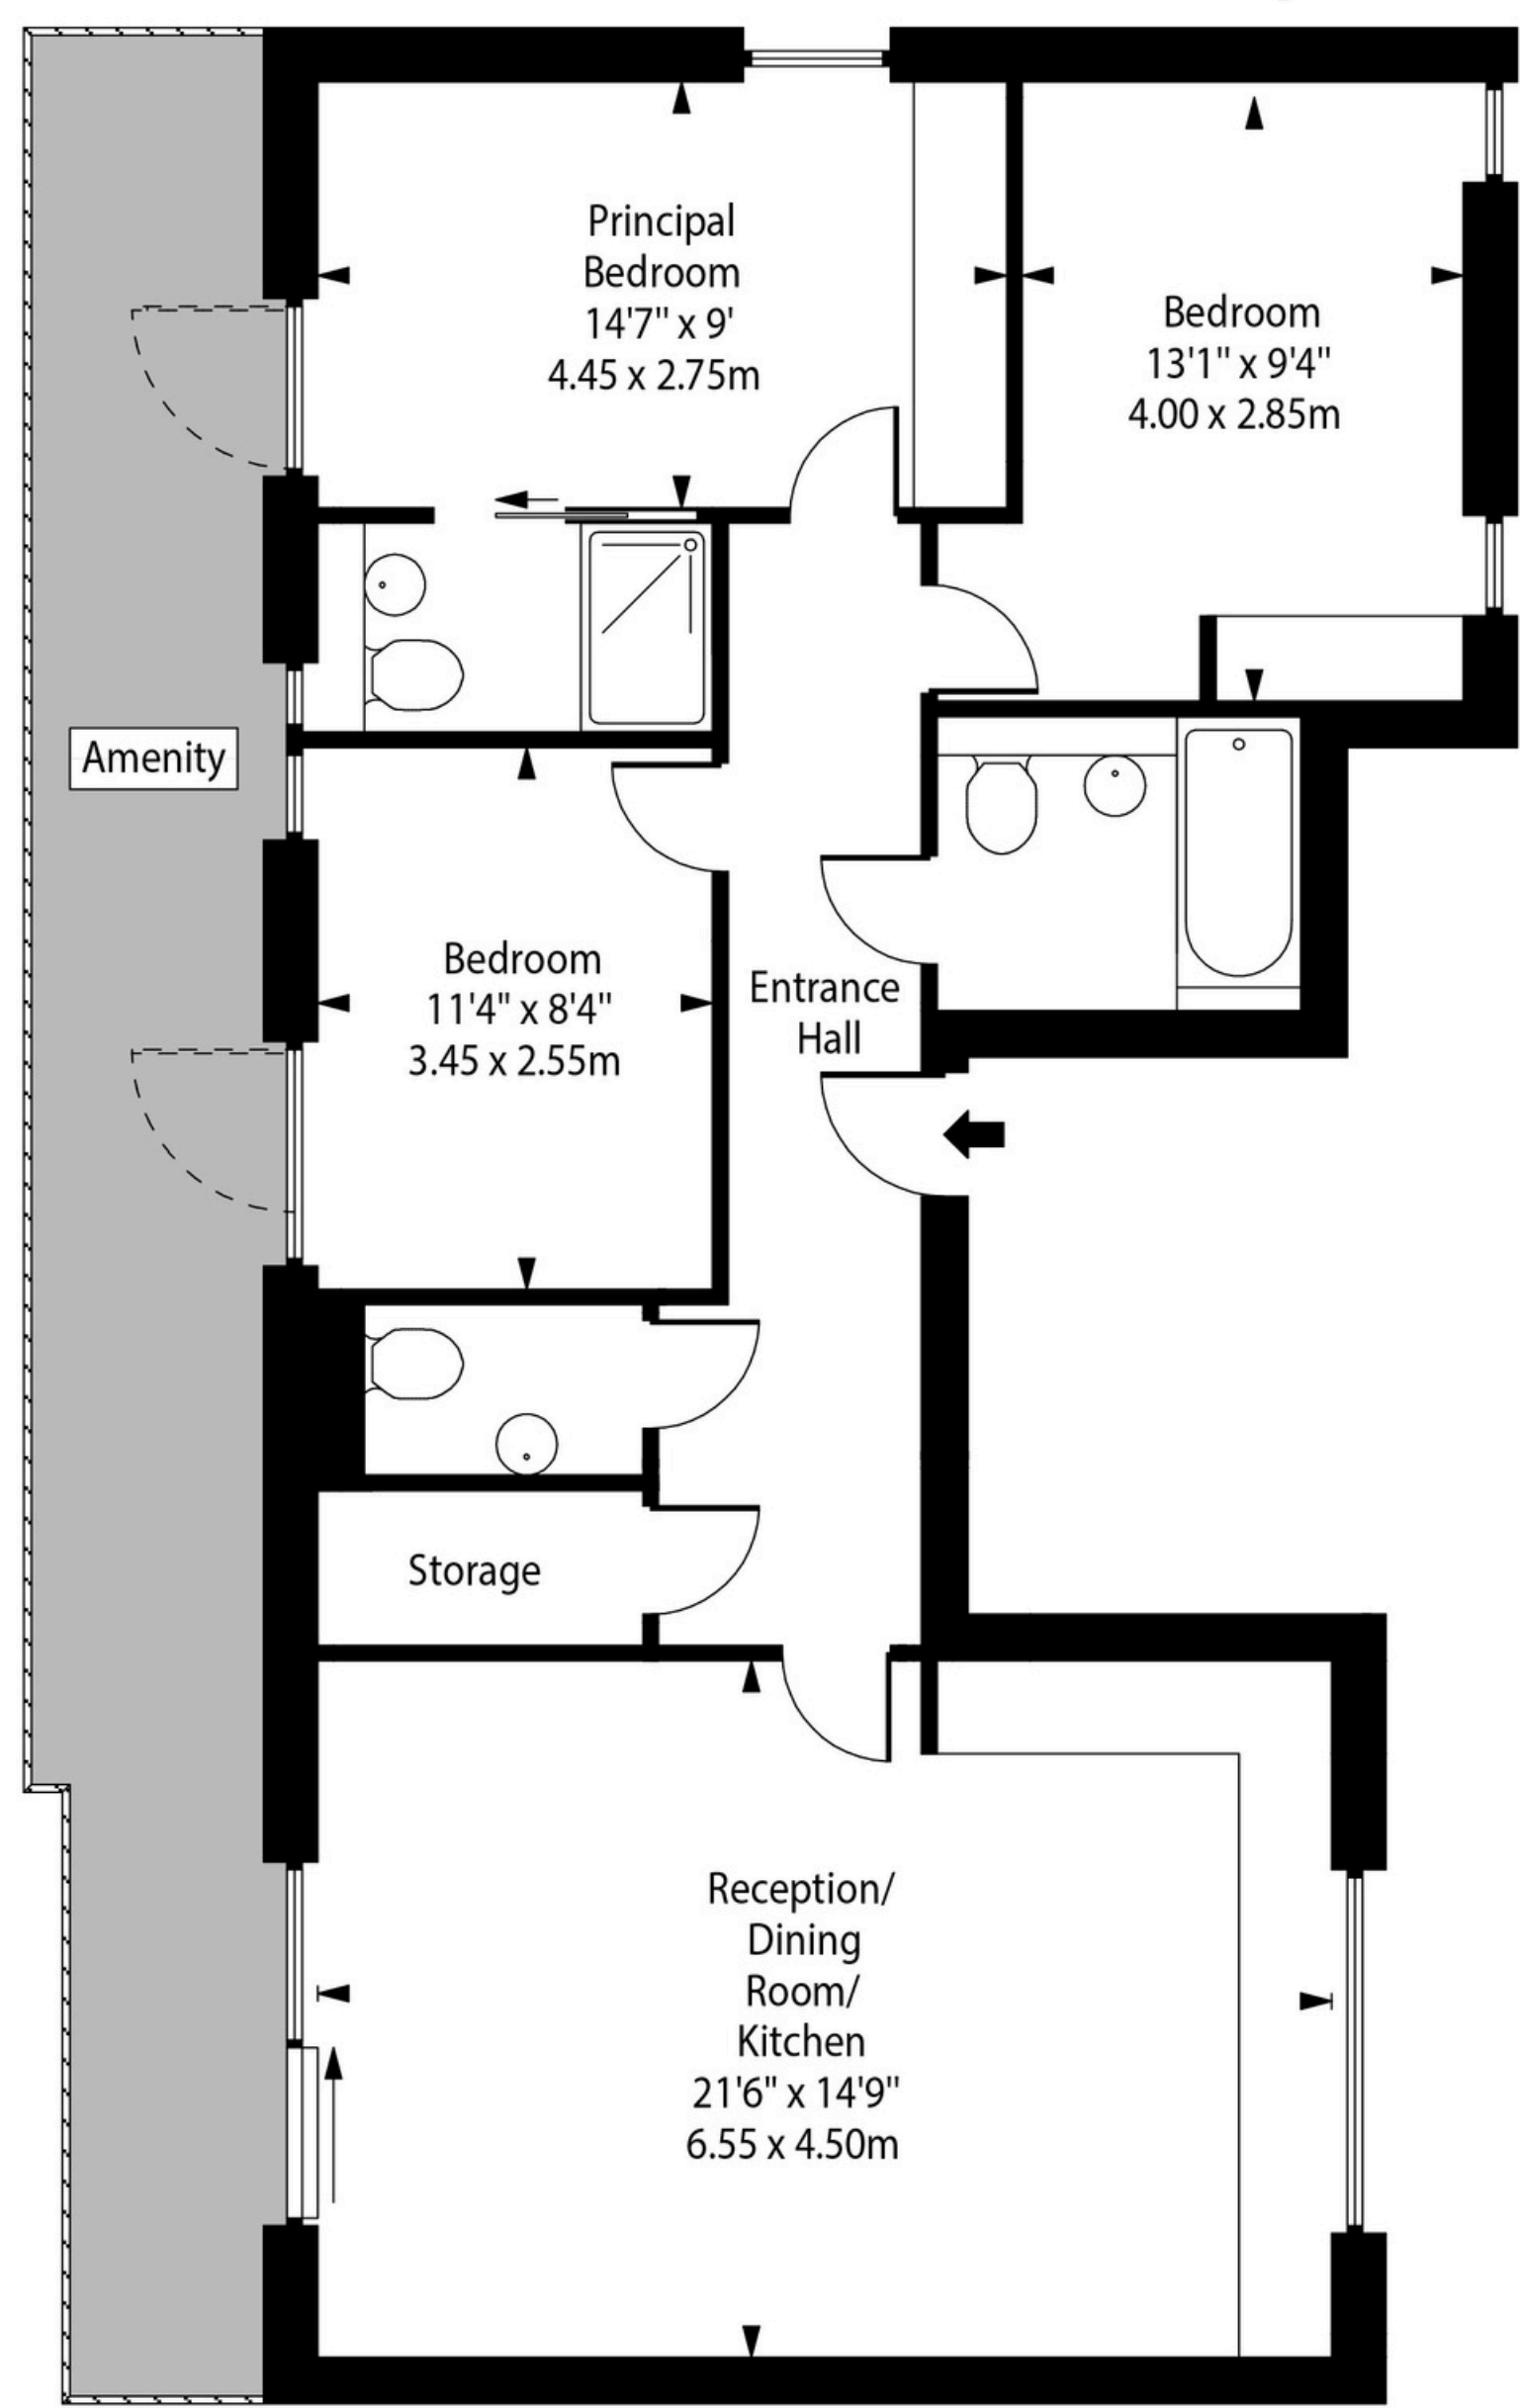 Principal
Bedroom
14'7" x 9'
4.45 x 2.75m
Bedroom
13'1" x 9'4"
4.00 x 2.85m
Amenity
Bedroom
11'4" x 8'4"
3.45 x 2.55m
Entrance
Hall
Storage
Reception/
Dining
Room/
Kitchen
21'6" x 14'9"
6.55 x 4.50m